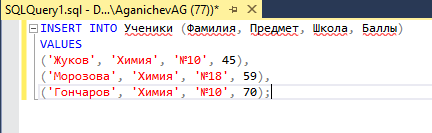 SQLQuery1.sql - D...\AganichevAG (77))*
INSERT INTO Ученики (Фамилия, Предмет, Школа, Баллы)
VALUES
('Жуков', 'Химия', '№10', 45),
('Морозова', 'Химия', '№18', 59),
('Гончаров', 'Химия', '№10', 70);